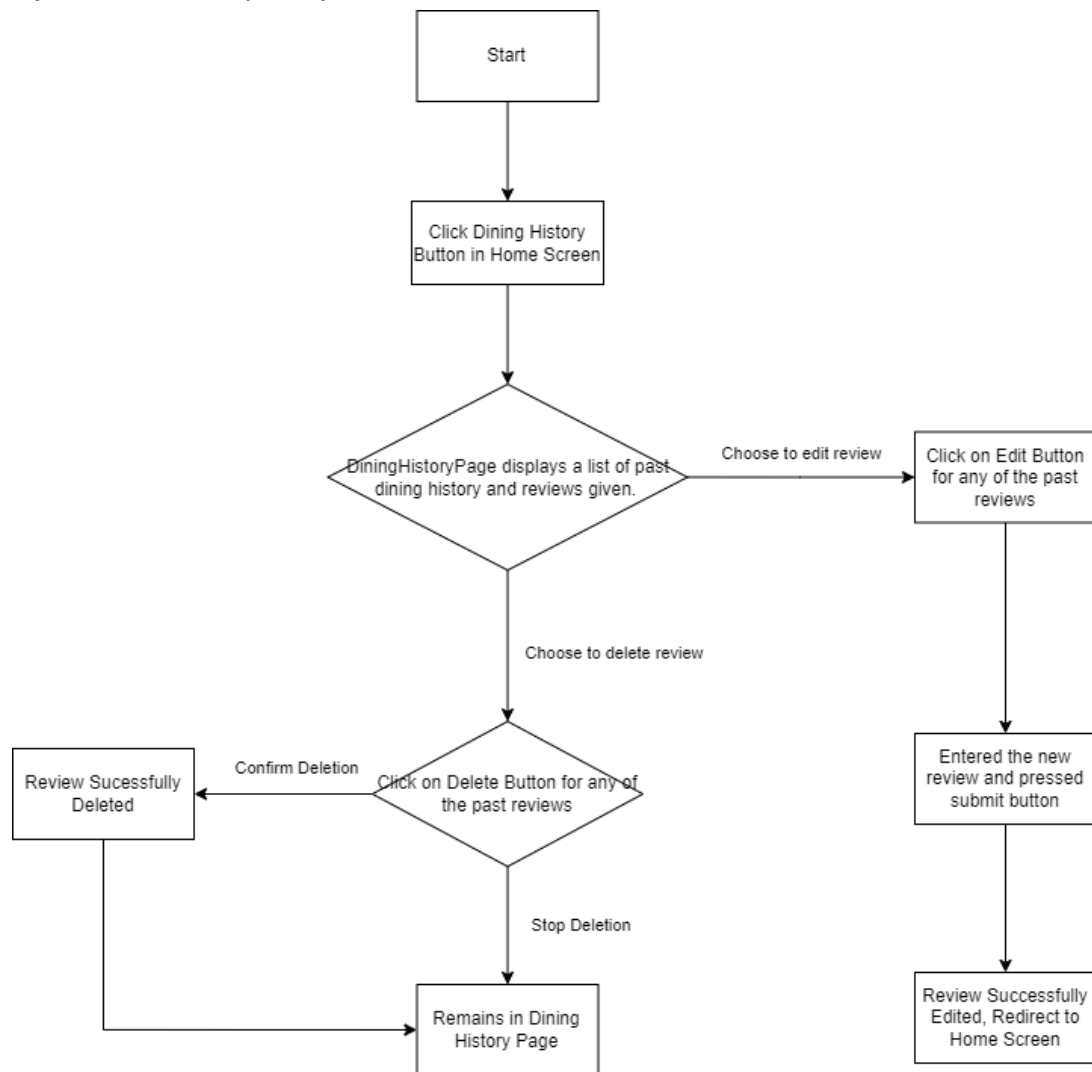 Start
Click Dining History
Button in Home Screen
DiningHistoryPage displays a list of past
dining history and reviews given.
Choose to edit review
Click on Edit Button
for any of the past
reviews
Choose to delete review
Entered the new
review and pressed
submit button
Confirm Deletion
Review Sucessfully
Deleted
Click on Delete Button for any of
the past reviews
Stop Deletion
Remains in Dining
History Page
Review Successfully
Edited, Redirect to
Home Screen